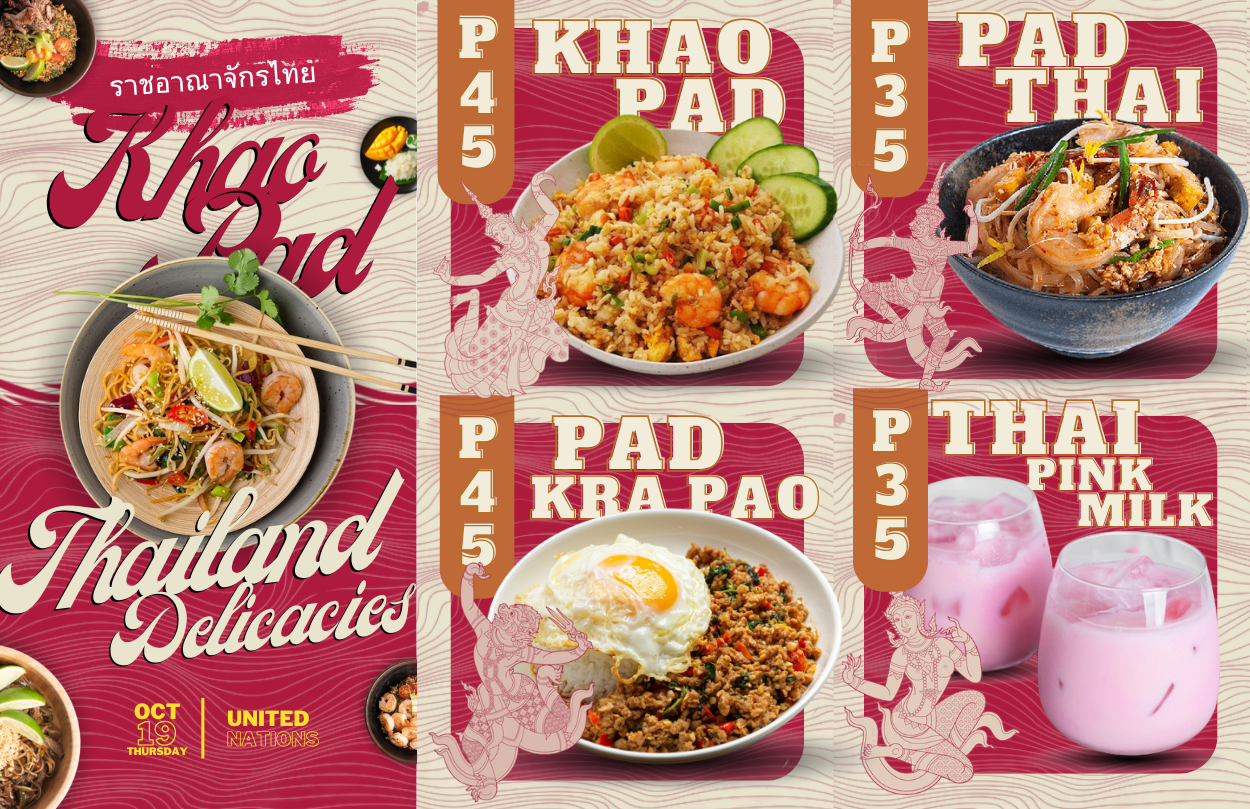 ราชอาณาจักรไทย
Khao
Pad
Thailand
Delicacies
OCT
19
THURSDAY
UNITED
NATIONS
P
4
5
KHAO
PAD
P
3
5
PAD
THAI
P
4
5
PAD
KRA PAO
P
3
5
THAI
PINK
MILK